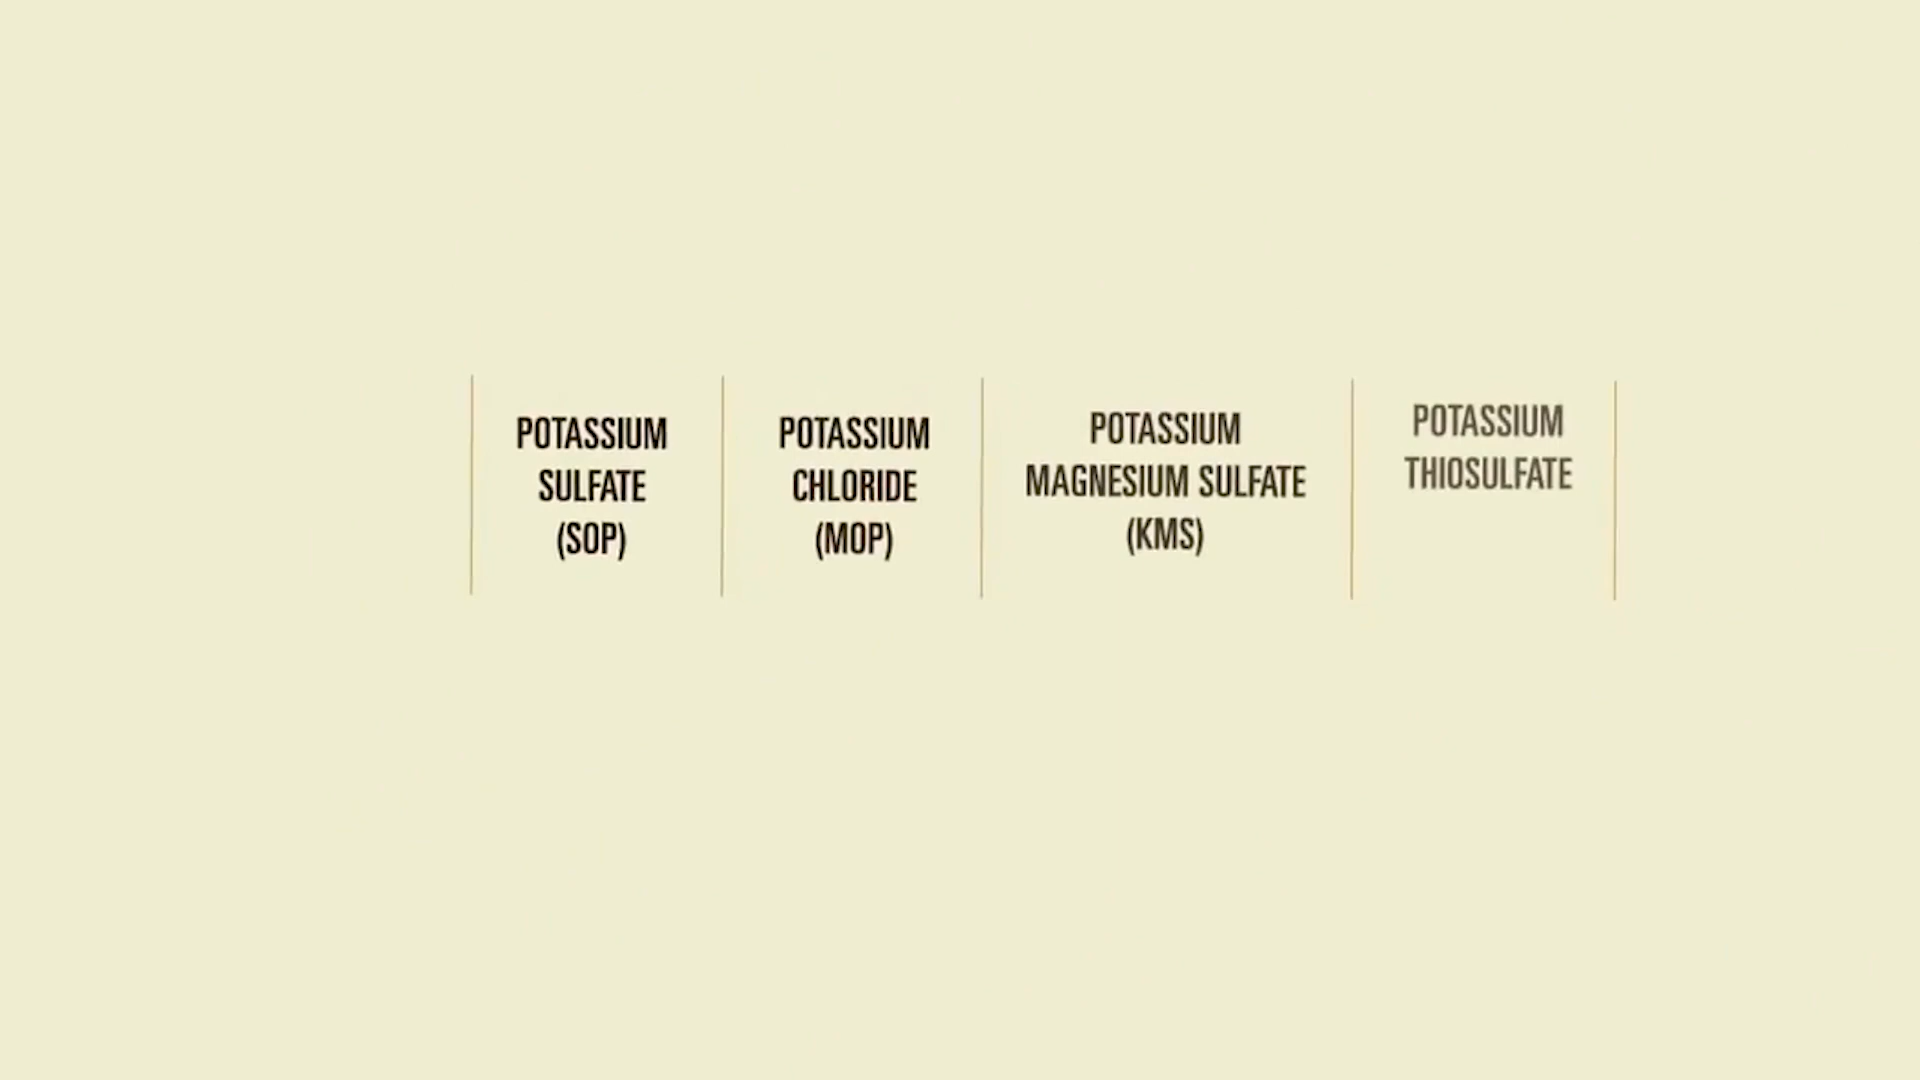 POTASSIUM
SULFATE
(SOP)
POTASSIUM
CHLORIDE
(MOP)
POTASSIUM
MAGNESIUM SULFATE
(KMS)
POTASSIUM
THIOSULFATE